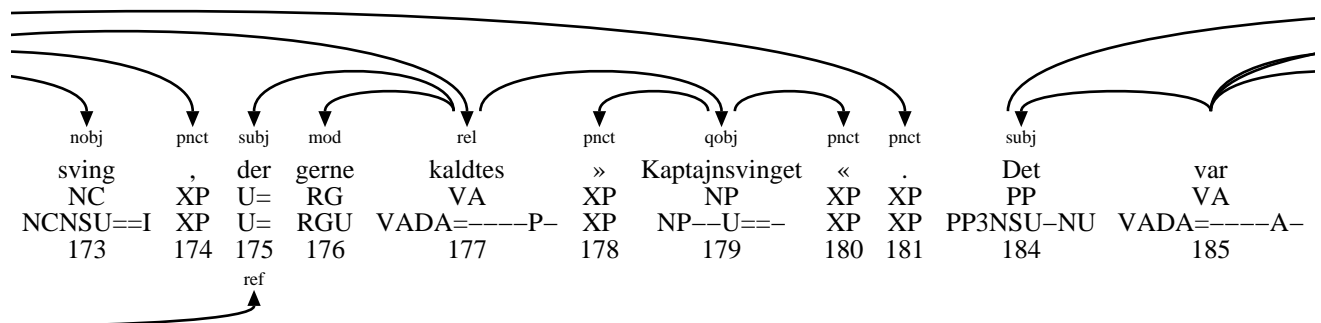 nobj pnct subj mod rel pnct qobj pnct pnct subj
sving , der gerne kaldtes » Kaptajnsvinget « . Det var
NC XP U= RG VA XP NP XP XP PP VA
NCNSU==I XP U= RGU VADA=−−−−P− XP NP−−U==− XP XP PP3NSU−NU VADA=−−−−A−
173 174 175 176 177 178 179 180 181 184 185
ref